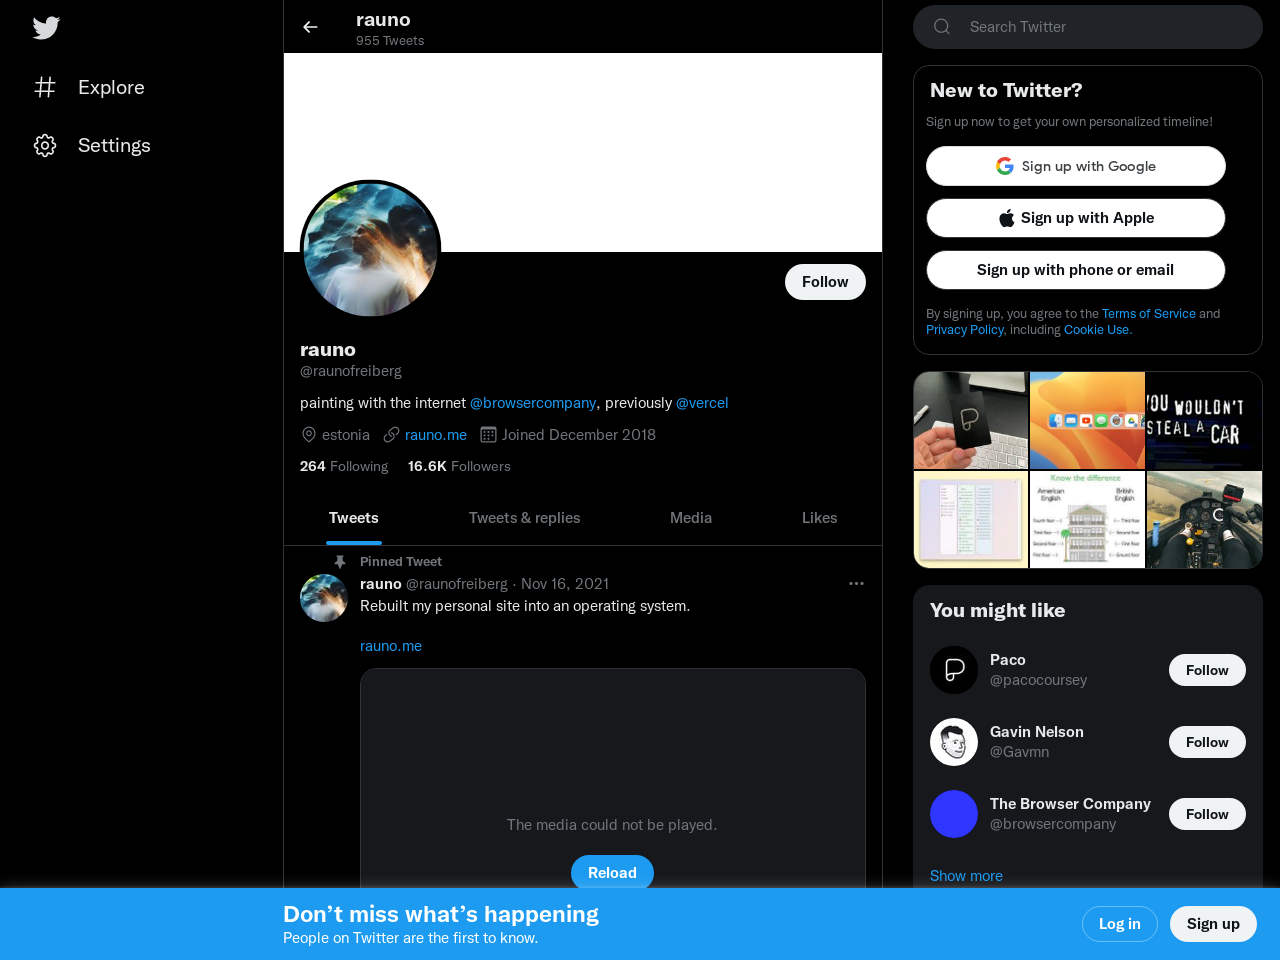 Explore
Settings
rauno
955 Tweets
Follow
rauno
@raunofreiberg
painting with the internet @browsercompany, previously @vercel
estonia rauno.me Joined December 2018
264 Following 16.6K Followers
Tweets Tweets & replies Media Likes
Pinned Tweet
rauno @raunofreiberg · Nov 16, 2021
Rebuilt my personal site into an operating system.
rauno.me
The media could not be played.
Reload
Search Twitter
New to Twitter?
Sign up now to get your own personalized timeline!
Sign up with Google
Sign up with Apple
Sign up with phone or email
By signing up, you agree to the Terms of Service and
Privacy Policy, including Cookie Use.
YOU WOULDN'T
STEAL A CAR
Know the difference
American British
English English
You might like
Paco
@pacocoursey
Follow
Gavin Nelson
@Gavmn
Follow
The Browser Company
@browsercompany
Follow
Show more
Don’t miss what’s happening
People on Twitter are the first to know.
Log in
Sign up